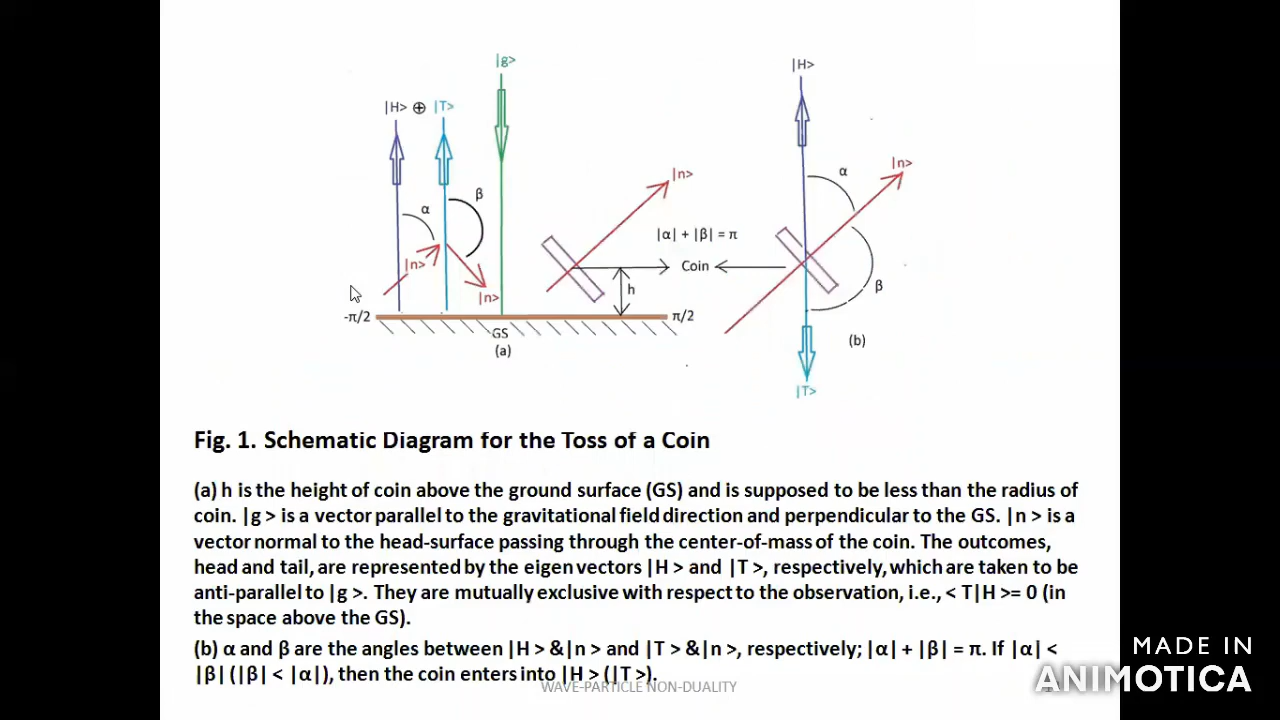 |g>
|H>
|H> ⊕ |T>
|n>
|n>
α
β
α
|α| + |β| = π
|n>
Coin
h
β
|n>
-π/2
π/2
GS
(a)
(b)
|T>
Fig. 1. Schematic Diagram for the Toss of a Coin
(a) h is the height of coin above the ground surface (GS) and is supposed to be less than the radius of
coin. |g > is a vector parallel to the gravitational field direction and perpendicular to the GS. |n > is a
vector normal to the head-surface passing through the center-of-mass of the coin. The outcomes,
head and tail, are represented by the eigen vectors |H > and |T >, respectively, which are taken to be
anti-parallel to |g >. They are mutually exclusive with respect to the observation, i.e., < T|H >= 0 (in
the space above the GS).
(b) α and β are the angles between |H > &|n > and |T > &|n >, respectively; |α| + |β| = π. If |α| <
|β| (|β| < |α|), then the coin enters into |H > (|T >).
WAVE-PARTICLE NON-DUALITY
MADE IN
ANIMOTICA